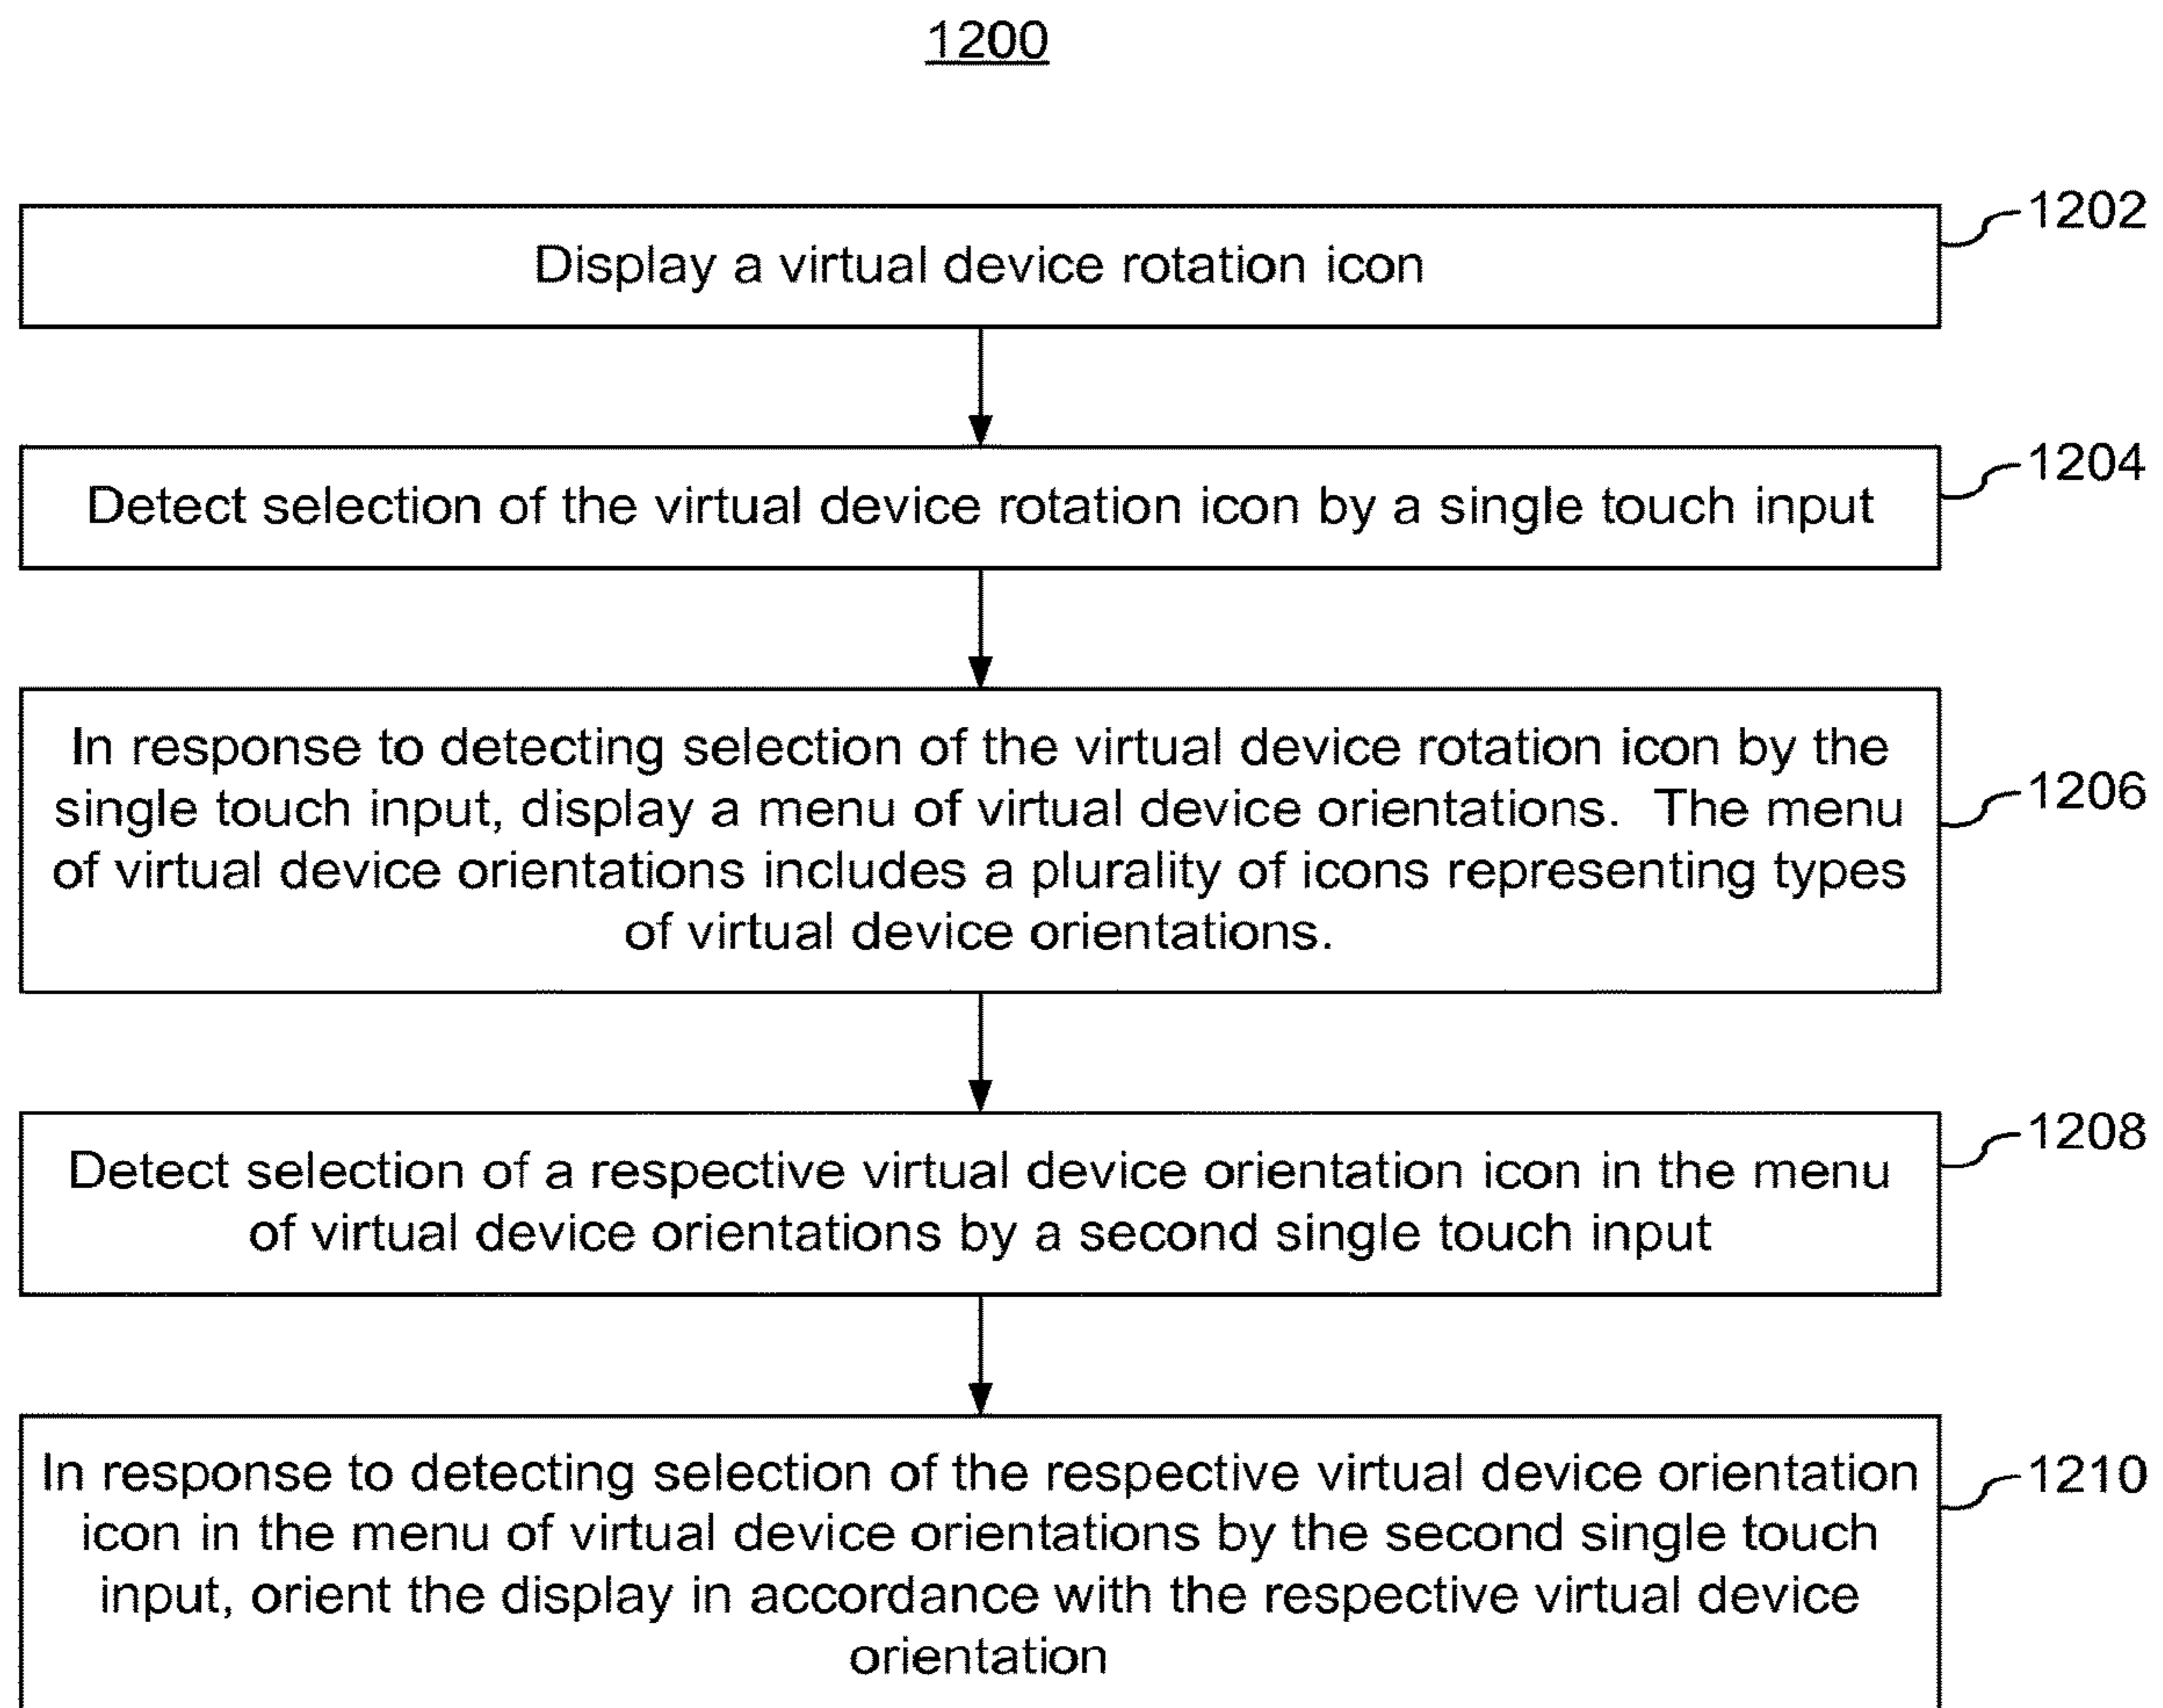 1200
1202
Display a virtual device rotation icon
1204
Detect selection of the virtual device rotation icon by a single touch input
In response to detecting selection of the virtual device rotation icon by the
single touch input, display a menu of virtual device orientations. The menu
1206
of virtual device orientations includes a plurality of icons representing types
of virtual device orientations.
1208
Detect selection of a respective virtual device orientation icon in the menu
of virtual device orientations by a second single touch input
In response to detecting selection of the respective virtual device orientation
1210
icon in the menu of virtual device orientations by the second single touch
input, orient the display in accordance with the respective virtual device
orientation